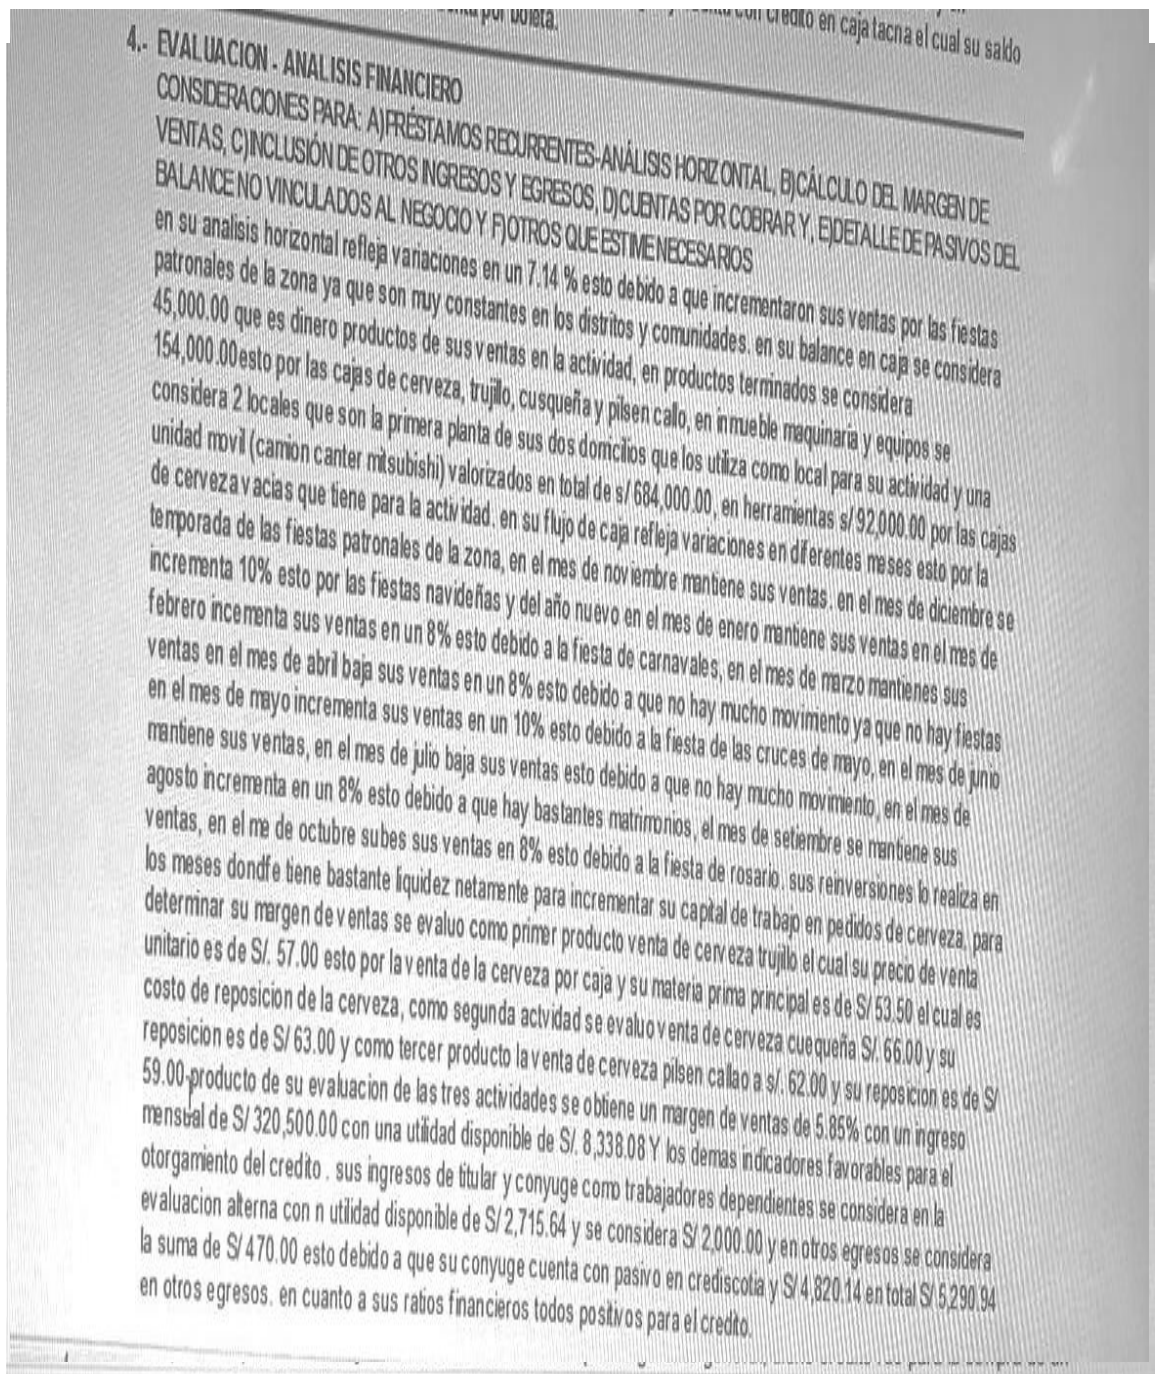 con credito en caja tacna el cual su saldo
por boleta.
4.- EVALUACION - ANALISIS FINANCIERO
CONSIDERACIONES PARA: A)PRÉSTAMOS RECURRENTES-ANÁLISIS HORIZONTAL, B)CÁLCULO DEL MARGEN DE
VENTAS, C)INCLUSIÓN DE OTROS INGRESOS Y EGRESOS, D)CUENTAS POR COBRAR Y, E)DETALLE DE PASIVOS DEL
BALANCE NO VINCULADOS AL NEGOCIO Y F)OTROS QUE ESTIME NECESARIOS
en su analisis horizontal refleja variaciones en un 7.14 % esto debido a que incrementaron sus ventas por las fiestas
patronales de la zona ya que son muy constantes en los distritos y comunidades. en su balance en caja se considera
45,000.00 que es dinero productos de sus ventas en la actividad, en productos terminados se considera
154,000.00esto por las cajas de cerveza, trujillo, cusqueña y pilsen callo, en inmueble maquinaria y equipos se
considera 2 locales que son la primera planta de sus dos domicilios que los utiliza como local para su actividad y una
unidad movil (camion canter mitsubishi) valorizados en total de s/ 684,000.00, en herramientas s/ 92,000.00 por las cajas
de cerveza vacias que tiene para la actividad. en su flujo de caja refleja variaciones en diferentes meses esto por la
temporada de las fiestas patronales de la zona, en el mes de noviembre mantiene sus ventas. en el mes de diciembre se
incrementa 10% esto por las fiestas navideñas y del año nuevo en el mes de enero mantiene sus ventas en el mes de
febrero incementa sus ventas en un 8% esto debido a la fiesta de carnavales, en el mes de marzo mantienes sus
ventas en el mes de abril baja sus ventas en un 8% esto debido a que no hay mucho movimento ya que no hay fiestas
en el mes de mayo incrementa sus ventas en un 10% esto debido a la fiesta de las cruces de mayo, en el mes de junio
mantiene sus ventas, en el mes de julio baja sus ventas esto debido a que no hay mucho movimiento, en el mes de
agosto incrementa en un 8% esto debido a que hay bastantes matrimonios, el mes de setiembre se mantiene sus
ventas, en el me de octubre subes sus ventas en 8% esto debido a la fiesta de rosario. sus reinversiones lo realiza en
los meses dondfe tiene bastante liquidez netamente para incrementar su capital de trabajo en pedidos de cerveza. para
determinar su margen de ventas se evaluo como primer producto venta de cerveza trujillo el cual su precio de venta
unitario es de S/. 57.00 esto por la venta de la cerveza por caja y su materia prima principal es de S/ 53.50 el cual es
costo de reposicion de la cerveza, como segunda actvidad se evaluo venta de cerveza cuequeña S/. 66.00 y su
reposicion es de S/ 63.00 y como tercer producto la venta de cerveza pilsen callao a s/. 62.00 y su reposicion es de S/
59.00 producto de su evaluacion de las tres actividades se obtiene un margen de ventas de 5.85% con un ingreso
mensual de S/ 320,500.00 con una utilidad disponible de S/. 8,338.08 Y los demas indicadores favorables para el
otorgamiento del credito . sus ingresos de titular y conyuge como trabajadores dependientes se considera en la
evaluacion alterna con n utilidad disponible de S/ 2,715.64 y se considera S/ 2,000.00 y en otros egresos se considera
la suma de S/ 470.00 esto debido a que su conyuge cuenta con pasivo en crediscotia y S/ 4,820.14 en total S/ 5,290.94
en otros egresos. en cuanto a sus ratios financieros todos positivos para el credito.